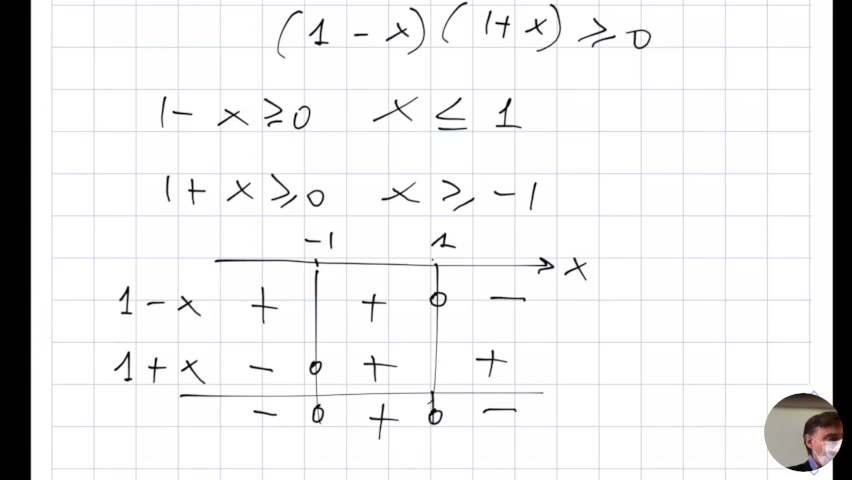 (1 - x)(1+x) ≥ 0
1- x ≥ 0 x ≤ 1
1+ x ≥ 0 x ≥ -1
-1 1
x
1-x + + 0 -
1+x - 0 + +
- 0 + 0 -